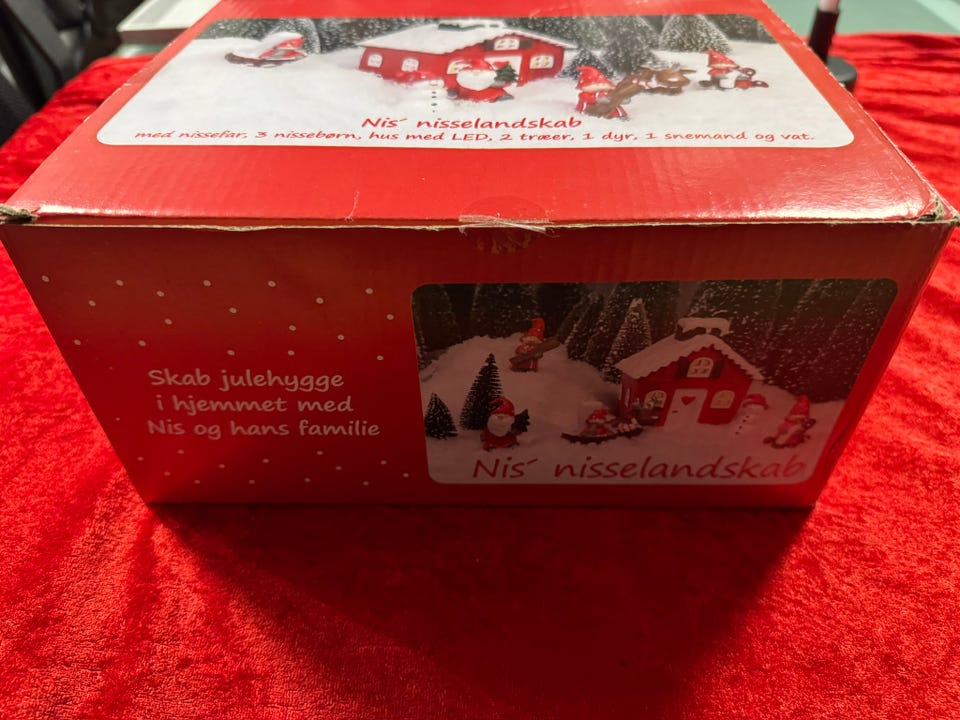 Nis´ nisselandskab
med nissefar, 3 nissebørn, hus med LED, 2 træer, 1 dyr, 1 snemand og vat.
Skab julehygge
i hjemmet med
Nis og hans familie
Nis´ nisselandskab